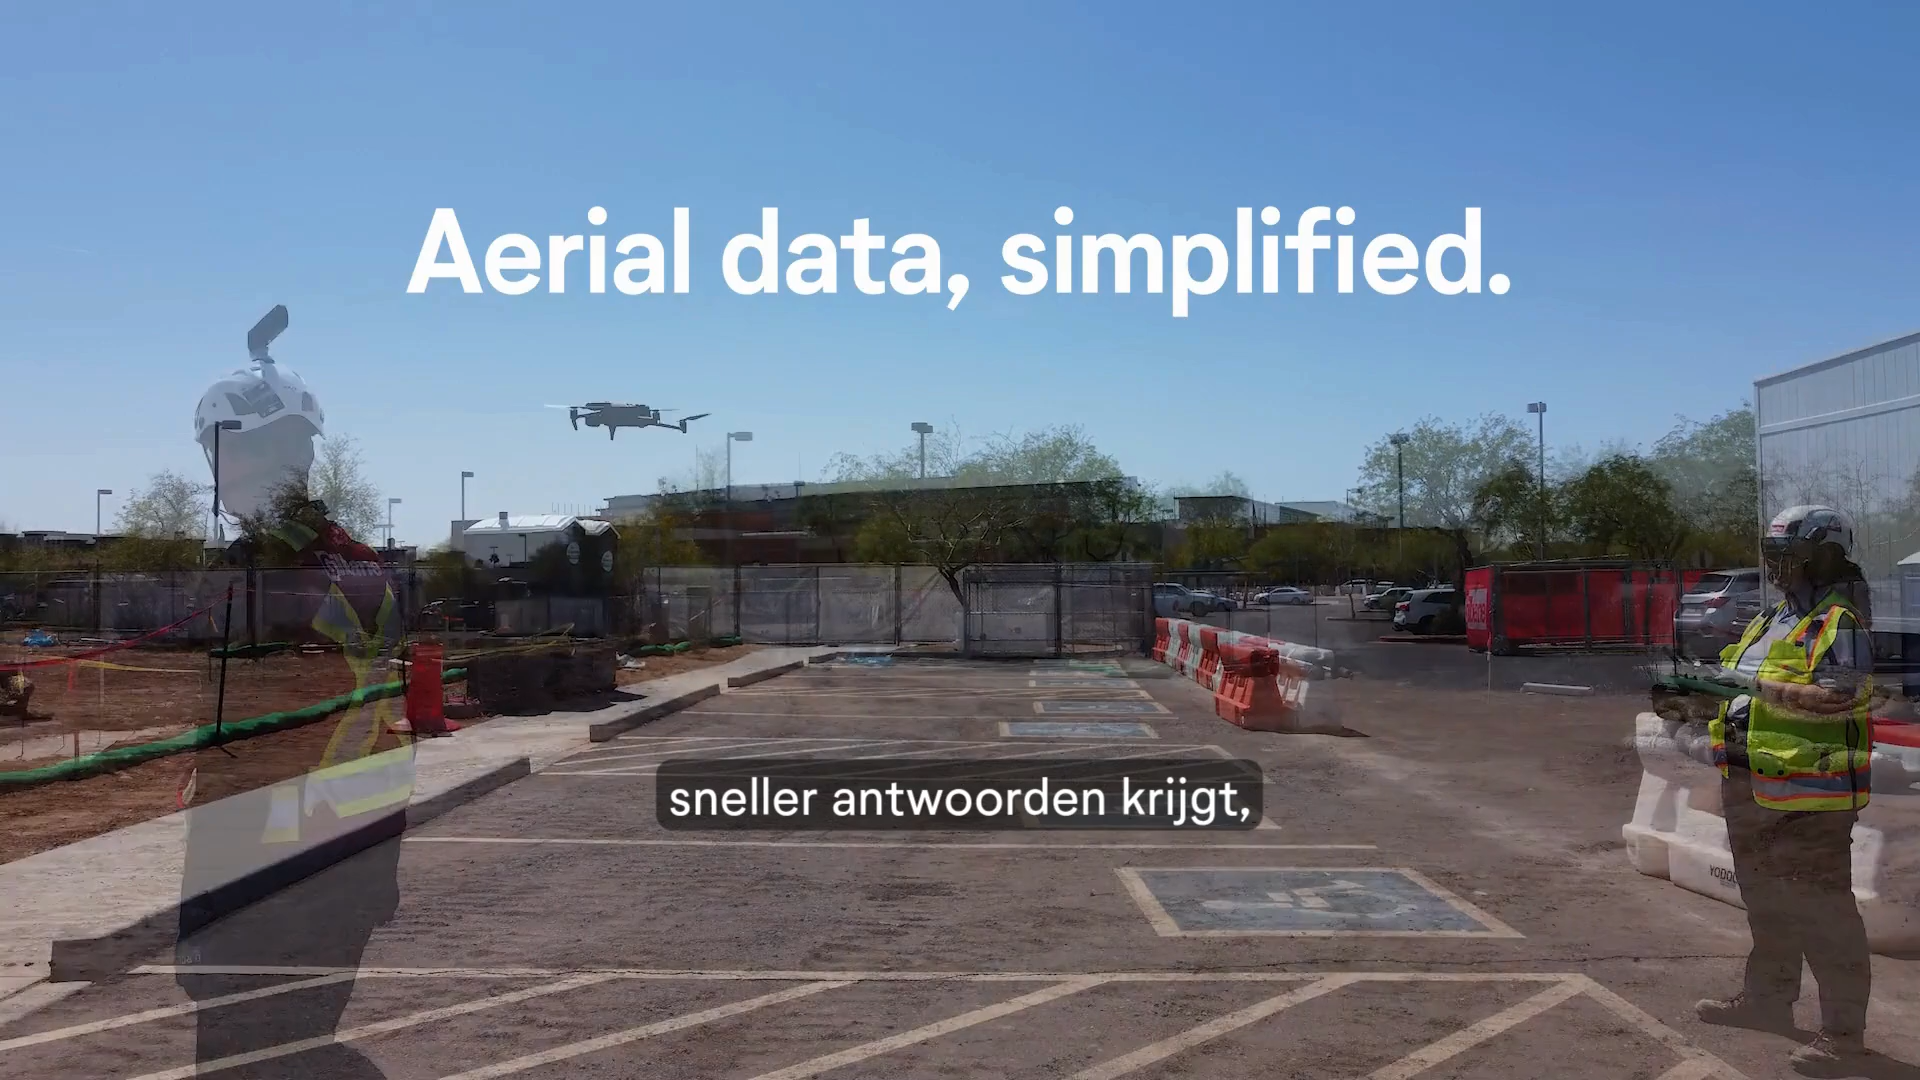 Aerial data, simplified.
sneller antwoorden krijgt,